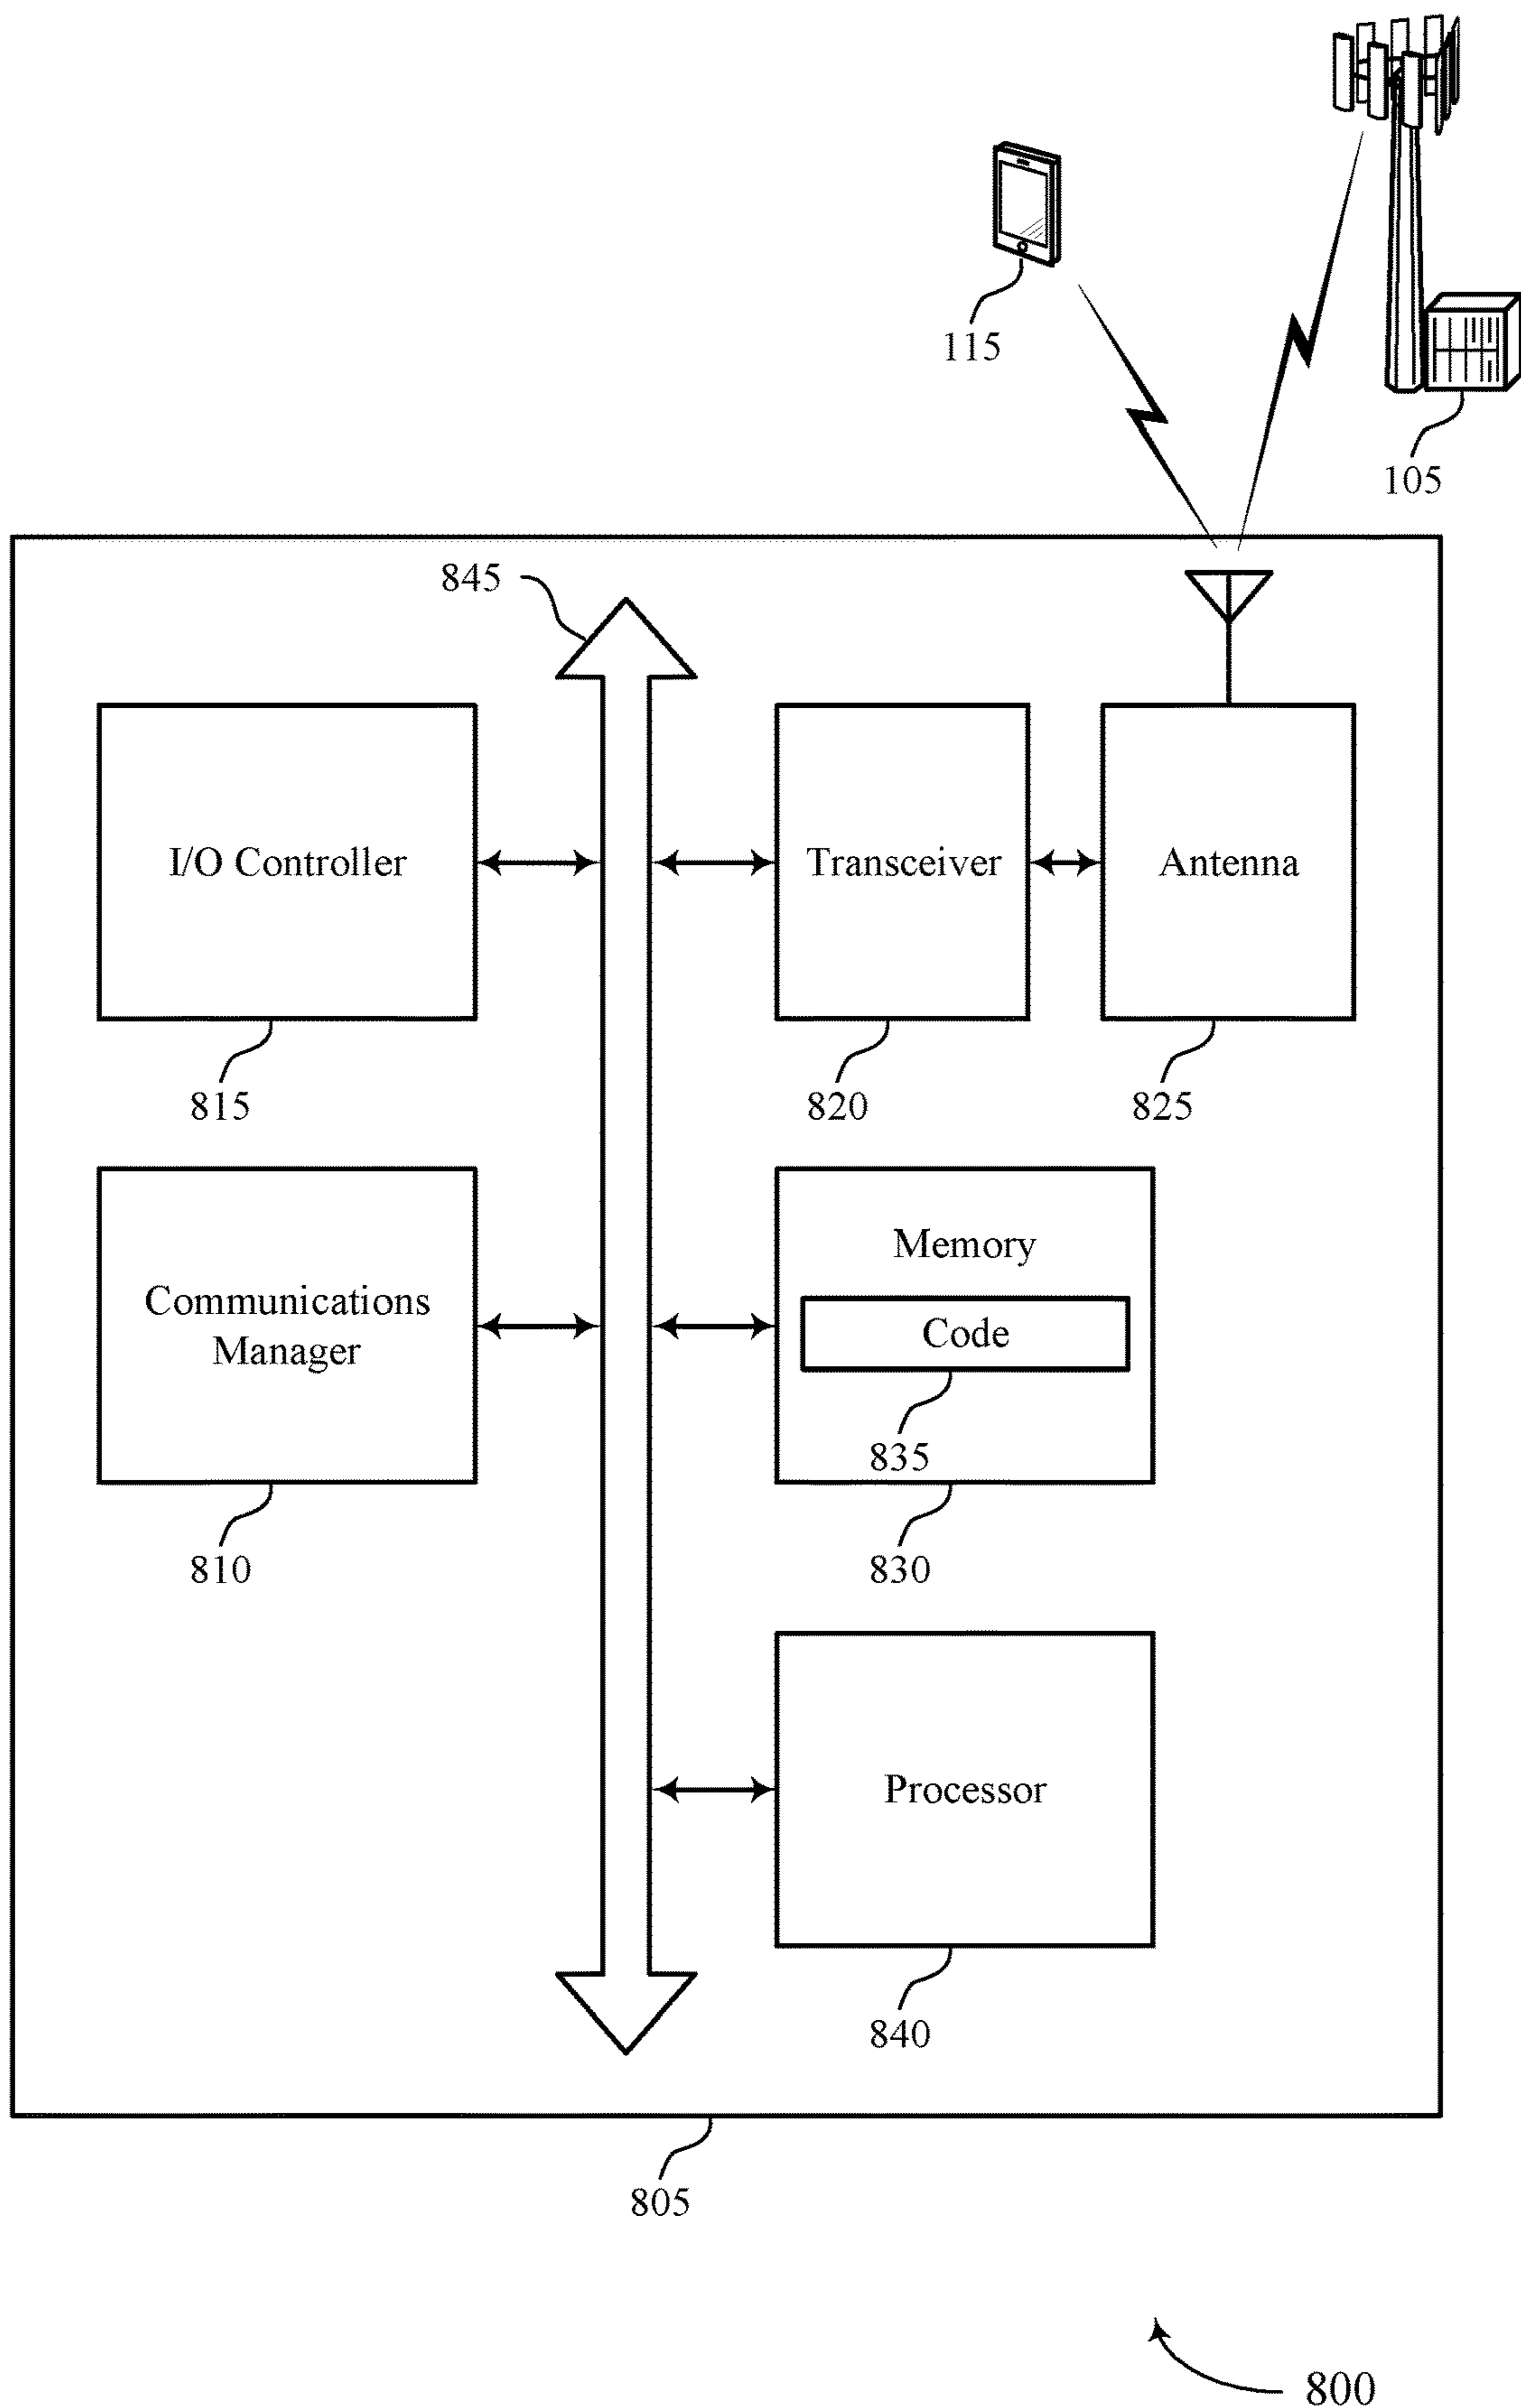 115
105
845
I/O Controller
Transceiver
Antenna
815
820
825
Communications
Manager
Memory
Code
835
810
830
Processor
840
805
800